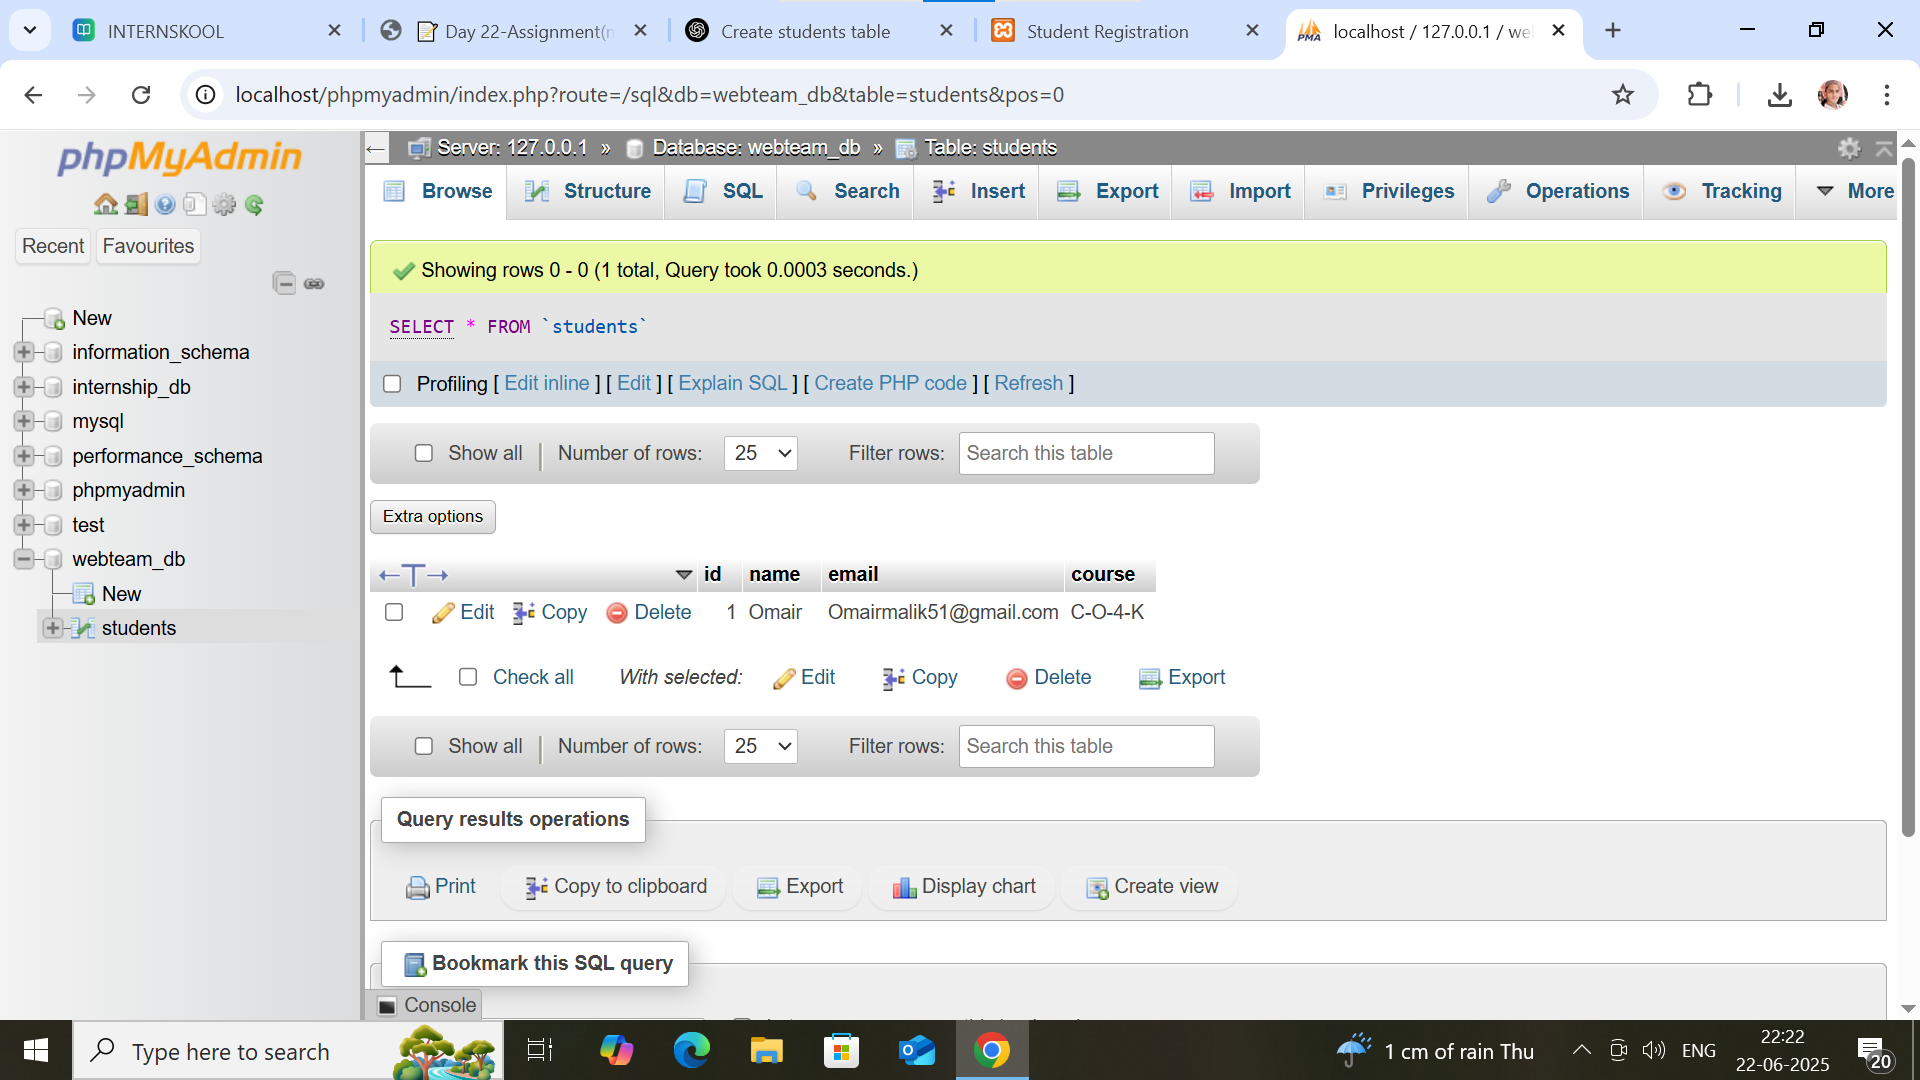 INTERNSKOOL
Day 22-Assignment(n
Create students table
Student Registration
localhost / 127.0.0.1 / we
localhost/phpmyadmin/index.php?route=/sql&db=webteam_db&table=students&pos=0
phpMyAdmin
Recent
Favourites
New
information_schema
internship_db
mysql
performance_schema
phpmyadmin
test
webteam_db
New
students
Server: 127.0.0.1 » Database: webteam_db » Table: students
Browse Structure SQL Search Insert Export Import Privileges Operations Tracking More
Showing rows 0 - 0 (1 total, Query took 0.0003 seconds.)
SELECT * FROM `students`
Profiling [ Edit inline ] [ Edit ] [ Explain SQL ] [ Create PHP code ] [ Refresh ]
Show all Number of rows: 25 Filter rows: Search this table
Extra options
←T→ id name email course
Edit Copy Delete 1 Omair Omairmalik51@gmail.com C-O-4-K
Check all With selected: Edit Copy Delete Export
Show all Number of rows: 25 Filter rows: Search this table
Query results operations
Print Copy to clipboard Export Display chart Create view
Bookmark this SQL query
Console
Type here to search
1 cm of rain Thu
ENG
22:22
22-06-2025
20